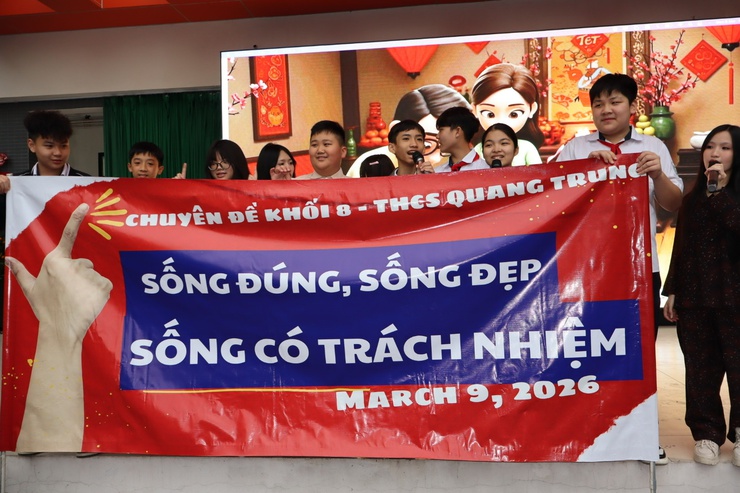 TẾT
CHUYÊN ĐỀ KHỐI 8 - THCS QUANG TRUNG
SỐNG ĐÚNG, SỐNG ĐẸP
SỐNG CÓ TRÁCH NHIỆM
MARCH 9, 2026